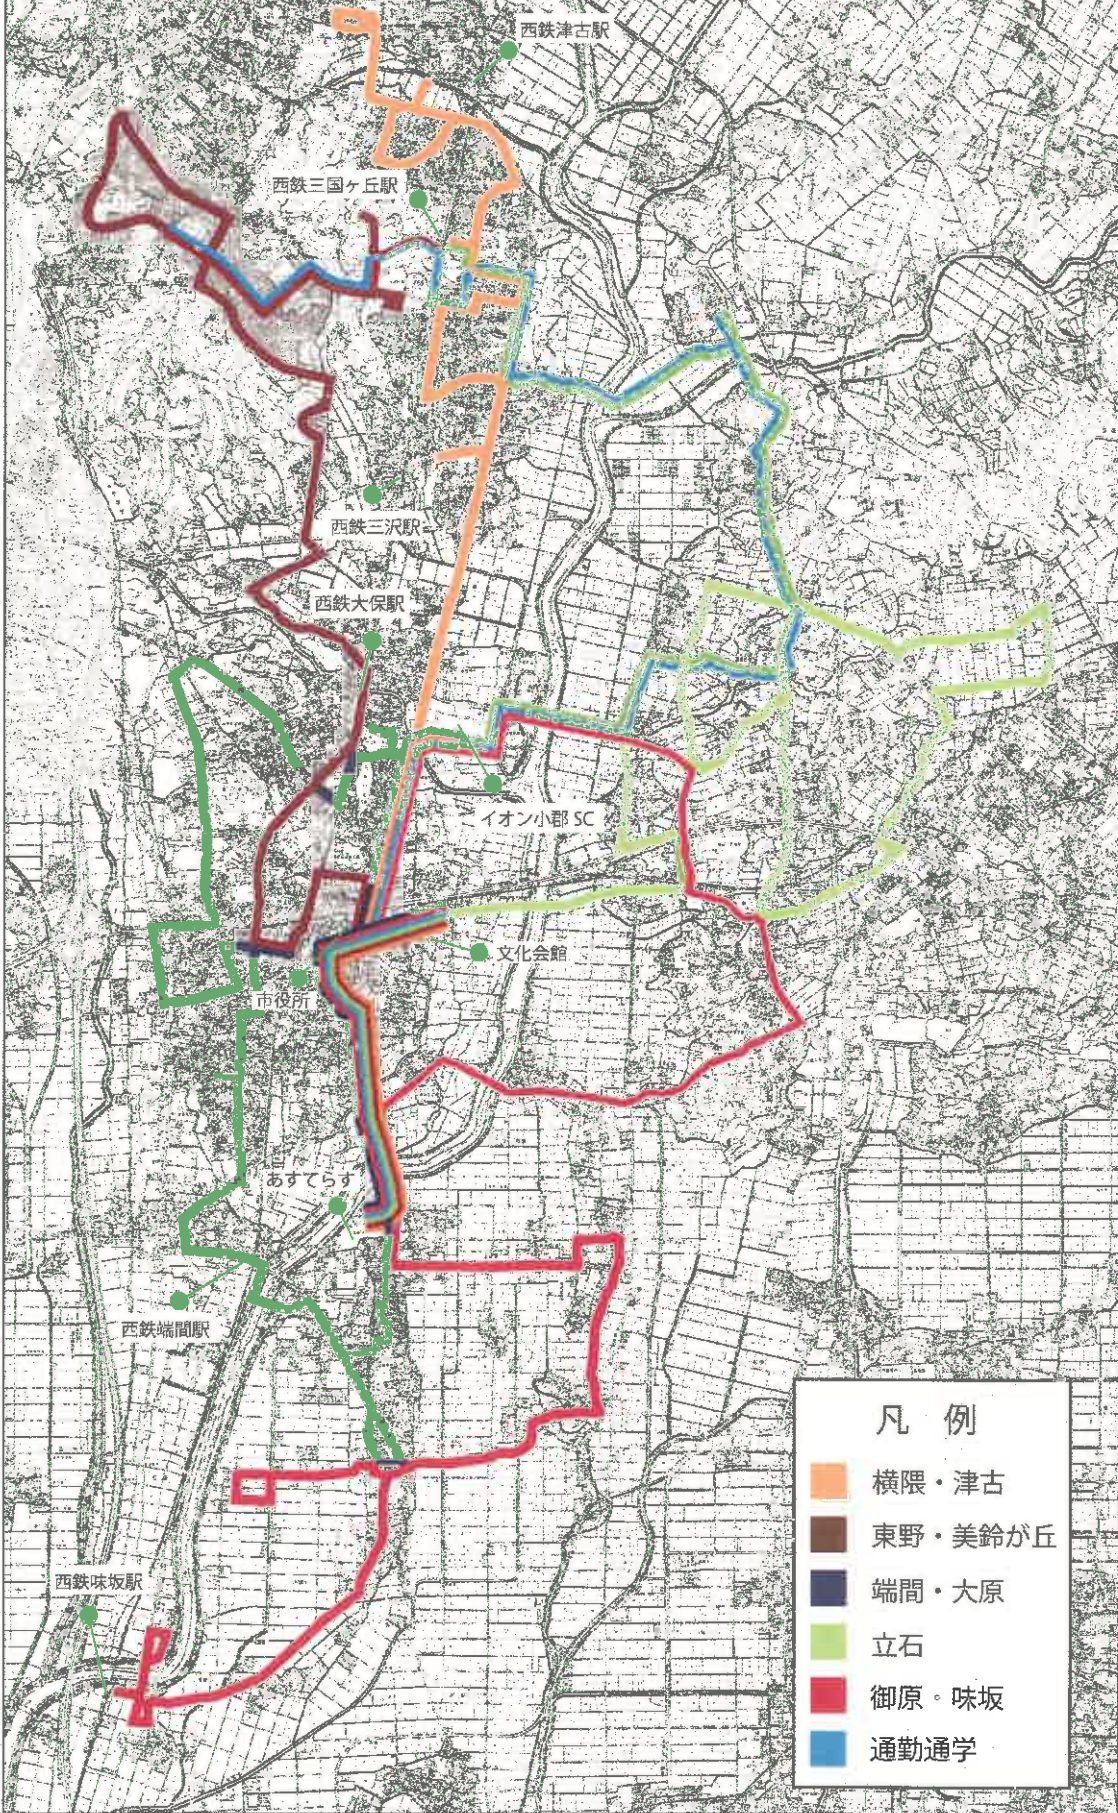 西鉄津古駅
西鉄三国ヶ丘駅
西鉄三沢駅
西鉄大保駅
イオン小郡 SC
文化会館
市役所
あすてらす
西鉄端間駅
西鉄味坂駅
凡 例
横隈・津古
東野・美鈴が丘
端間・大原
立石
御原・味坂
通勤通学